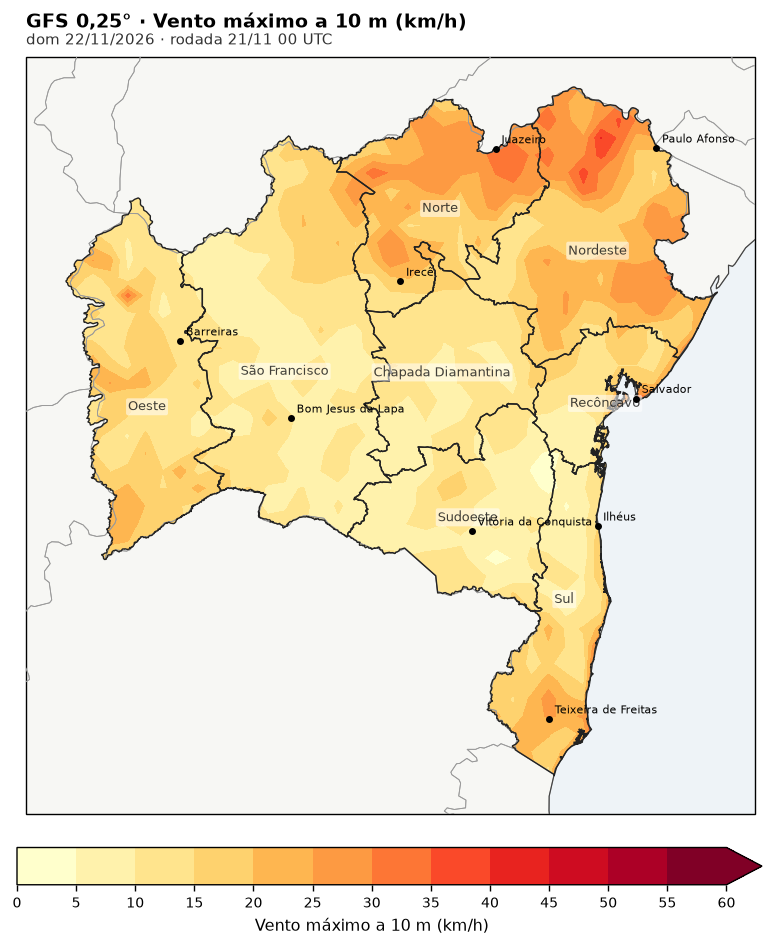 GFS 0,25° · Vento máximo a 10 m (km/h)
dom 22/11/2026 · rodada 21/11 00 UTC
Juazeiro
Paulo Afonso
Norte
Nordeste
Irecê
Barreiras
São Francisco
Chapada Diamantina
Salvador
Oeste
Recôncavo
Bom Jesus da Lapa
Sudoeste
Vitória da Conquista
Ilhéus
Sul
Teixeira de Freitas
0 5 10 15 20 25 30 35 40 45 50 55 60
Vento máximo a 10 m (km/h)